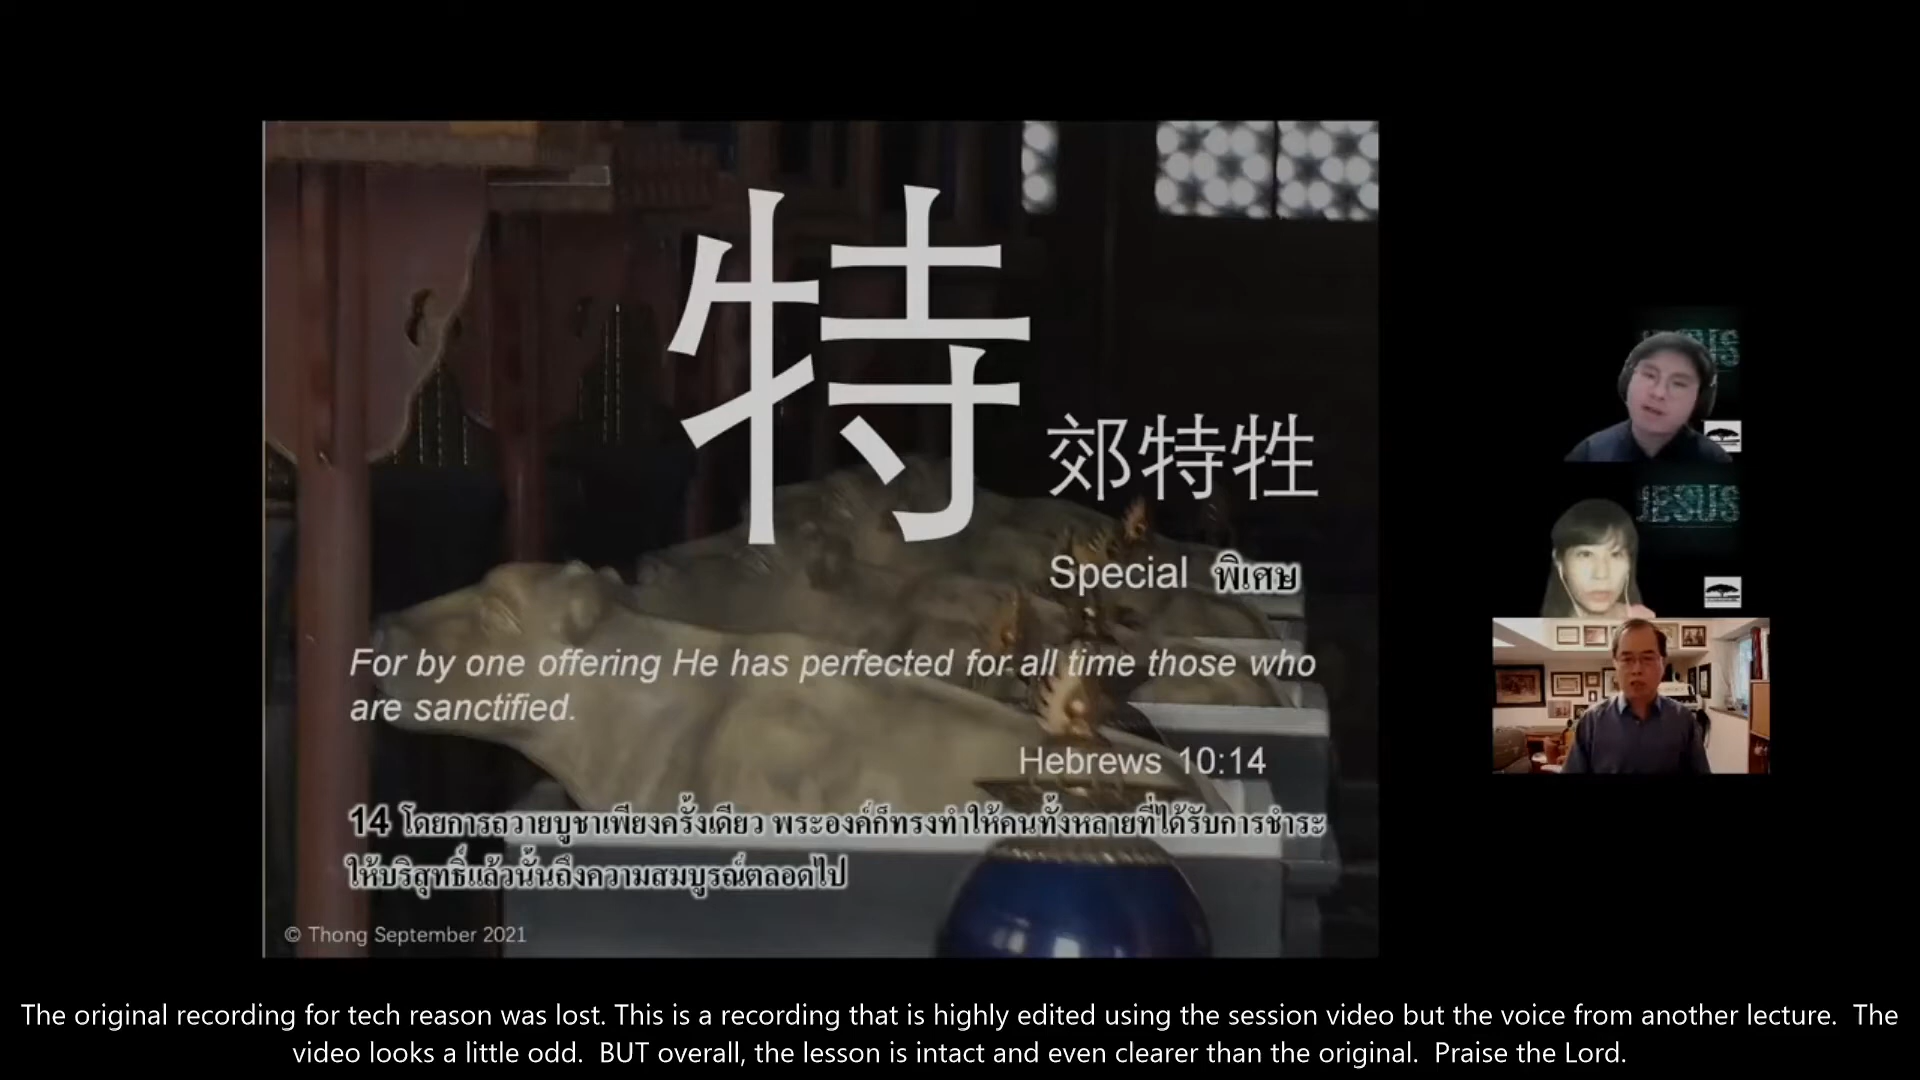 特
郊特牲
Special พิเศษ
For by one offering He has perfected for all time those who
are sanctified.
Hebrews 10:14
14 โดยการถวายบูชาเพียงครั้งเดียว พระองค์ก็ทรงทำให้คนทั้งหลายที่ได้รับการชำระ
ให้บริสุทธิ์แล้วนั้นถึงความสมบูรณ์ตลอดไป
© Thong September 2021
JESUS
JESUS
The original recording for tech reason was lost. This is a recording that is highly edited using the session video but the voice from another lecture. The
video looks a little odd. BUT overall, the lesson is intact and even clearer than the original. Praise the Lord.